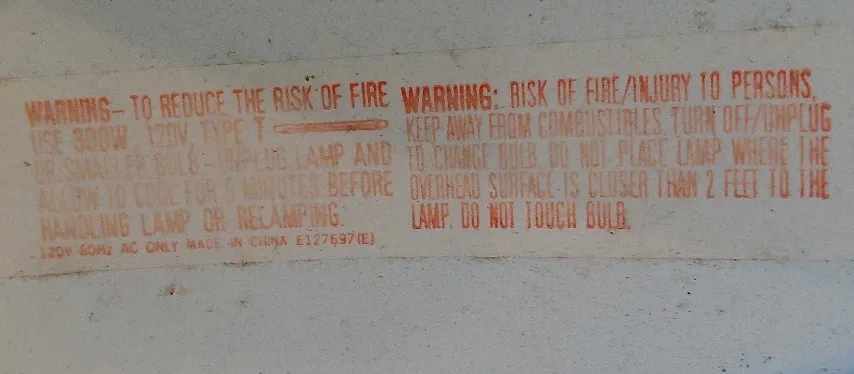 WARNING- TO REDUCE THE RISK OF FIRE
USE 300W, 120V, TYPE T
OR SMALLER BULB - UNPLUG LAMP AND
ALLOW TO COOL FOR 5 MINUTES BEFORE
HANDLING LAMP OR RELAMPING.
120V 60Hz AC ONLY MADE IN CHINA E127697(E)
WARNING: RISK OF FIRE/INJURY TO PERSONS,
KEEP AWAY FROM COMBUSTIBLES. TURN OFF/UNPLUG
TO CHANGE BULB. DO NOT PLACE LAMP WHERE THE
OVERHEAD SURFACE IS CLOSER THAN 2 FEET TO THE
LAMP. DO NOT TOUCH BULB.